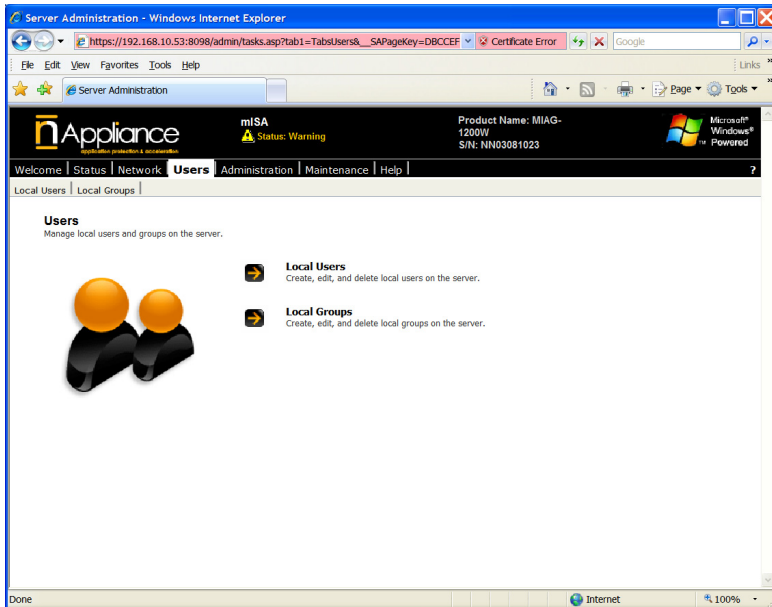 Server Administration - Windows Internet Explorer
https://192.168.10.53:8098/admin/tasks.asp?tab1=TabsUsers&__SAPageKey=DBCCEF
Certificate Error
Google
File Edit View Favorites Tools Help
Links »
Server Administration
Page
Tools »
nAppliance
application protection & acceleration
mISA
Status: Warning
Product Name: MIAG-
1200W
S/N: NN03081023
Microsoft®
Windows®
Powered
TM
Welcome | Status | Network | Users | Administration | Maintenance | Help | ?
Local Users | Local Groups |
Users
Manage local users and groups on the server.
Local Users
Create, edit, and delete local users on the server.
Local Groups
Create, edit, and delete local groups on the server.
Done
Internet
100%